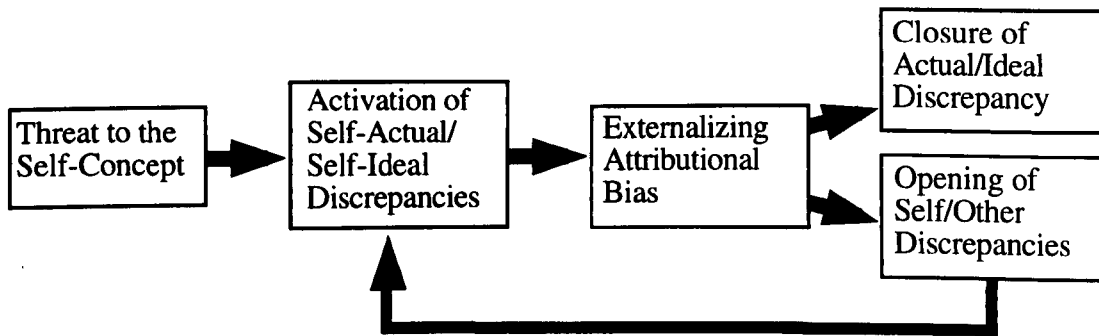 Threat to the
Self-Concept
Activation of
Self-Actual/
Self-Ideal
Discrepancies
Externalizing
Attributional
Bias
Closure of
Actual/Ideal
Discrepancy
Opening of
Self/Other
Discrepancies